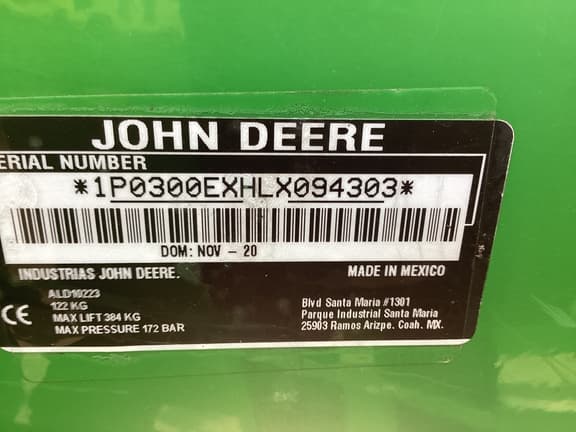 JOHN DEERE
ERIAL NUMBER
*1P0300EXHLX094303*
DOM: NOV - 20
INDUSTRIAS JOHN DEERE.
MADE IN MEXICO
ALD10223
122 KG
MAX LIFT 384 KG
MAX PRESSURE 172 BAR
CE
Blvd Santa Maria #1301
Parque Industrial Santa Maria
25903 Ramos Arizpe. Coah. MX.